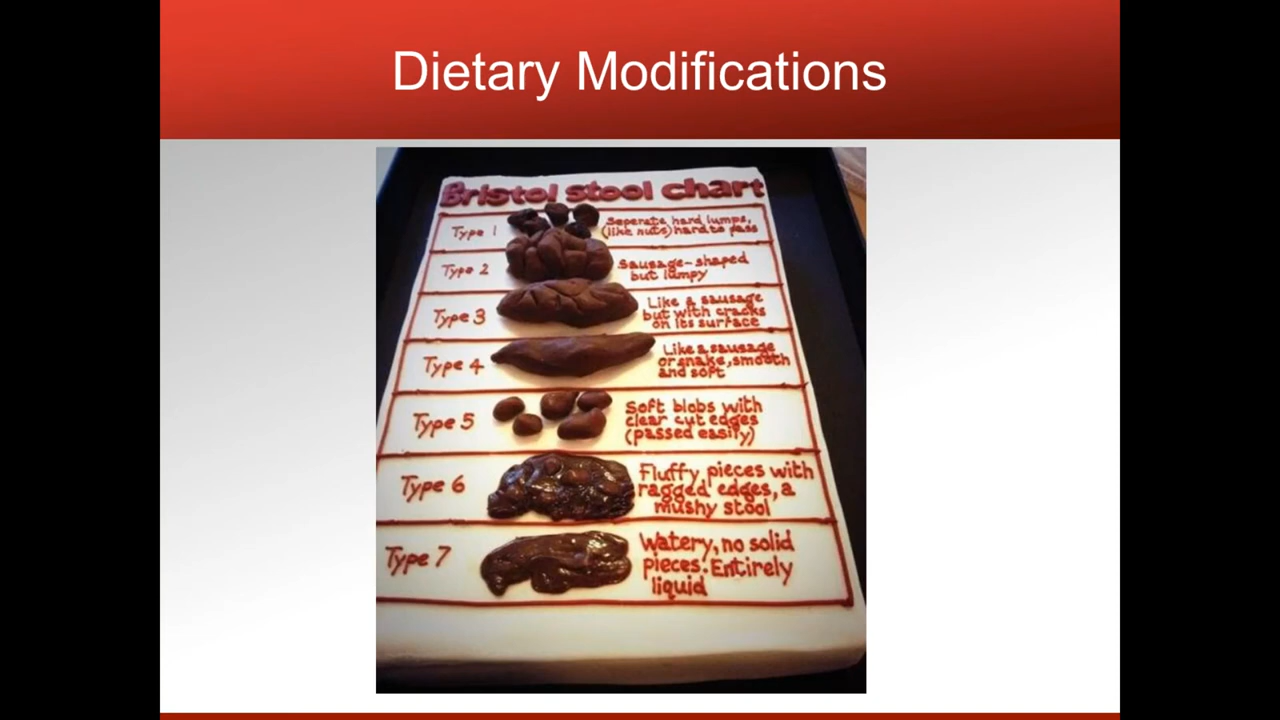 Dietary Modifications
Bristol stool chart
Type 1
Seperate hard lumps,
(like nuts) hard to pass
Type 2
Sausage-shaped
but lumpy
Type 3
Like a sausage
but with cracks
on its surface
Type 4
Like a sausage
or snake, smooth
and soft
Type 5
Soft blobs with
clear cut edges
(passed easily)
Type 6
Fluffy pieces with
ragged edges, a
mushy stool
Type 7
Watery, no solid
pieces. Entirely
liquid